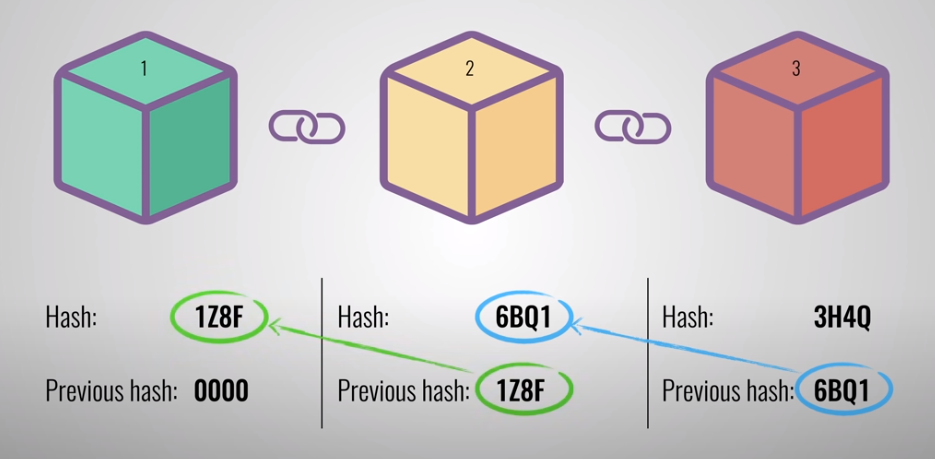 1
2
3
Hash: 1Z8F
Previous hash: 0000
Hash: 6BQ1
Previous hash: 1Z8F
Hash: 3H4Q
Previous hash: 6BQ1